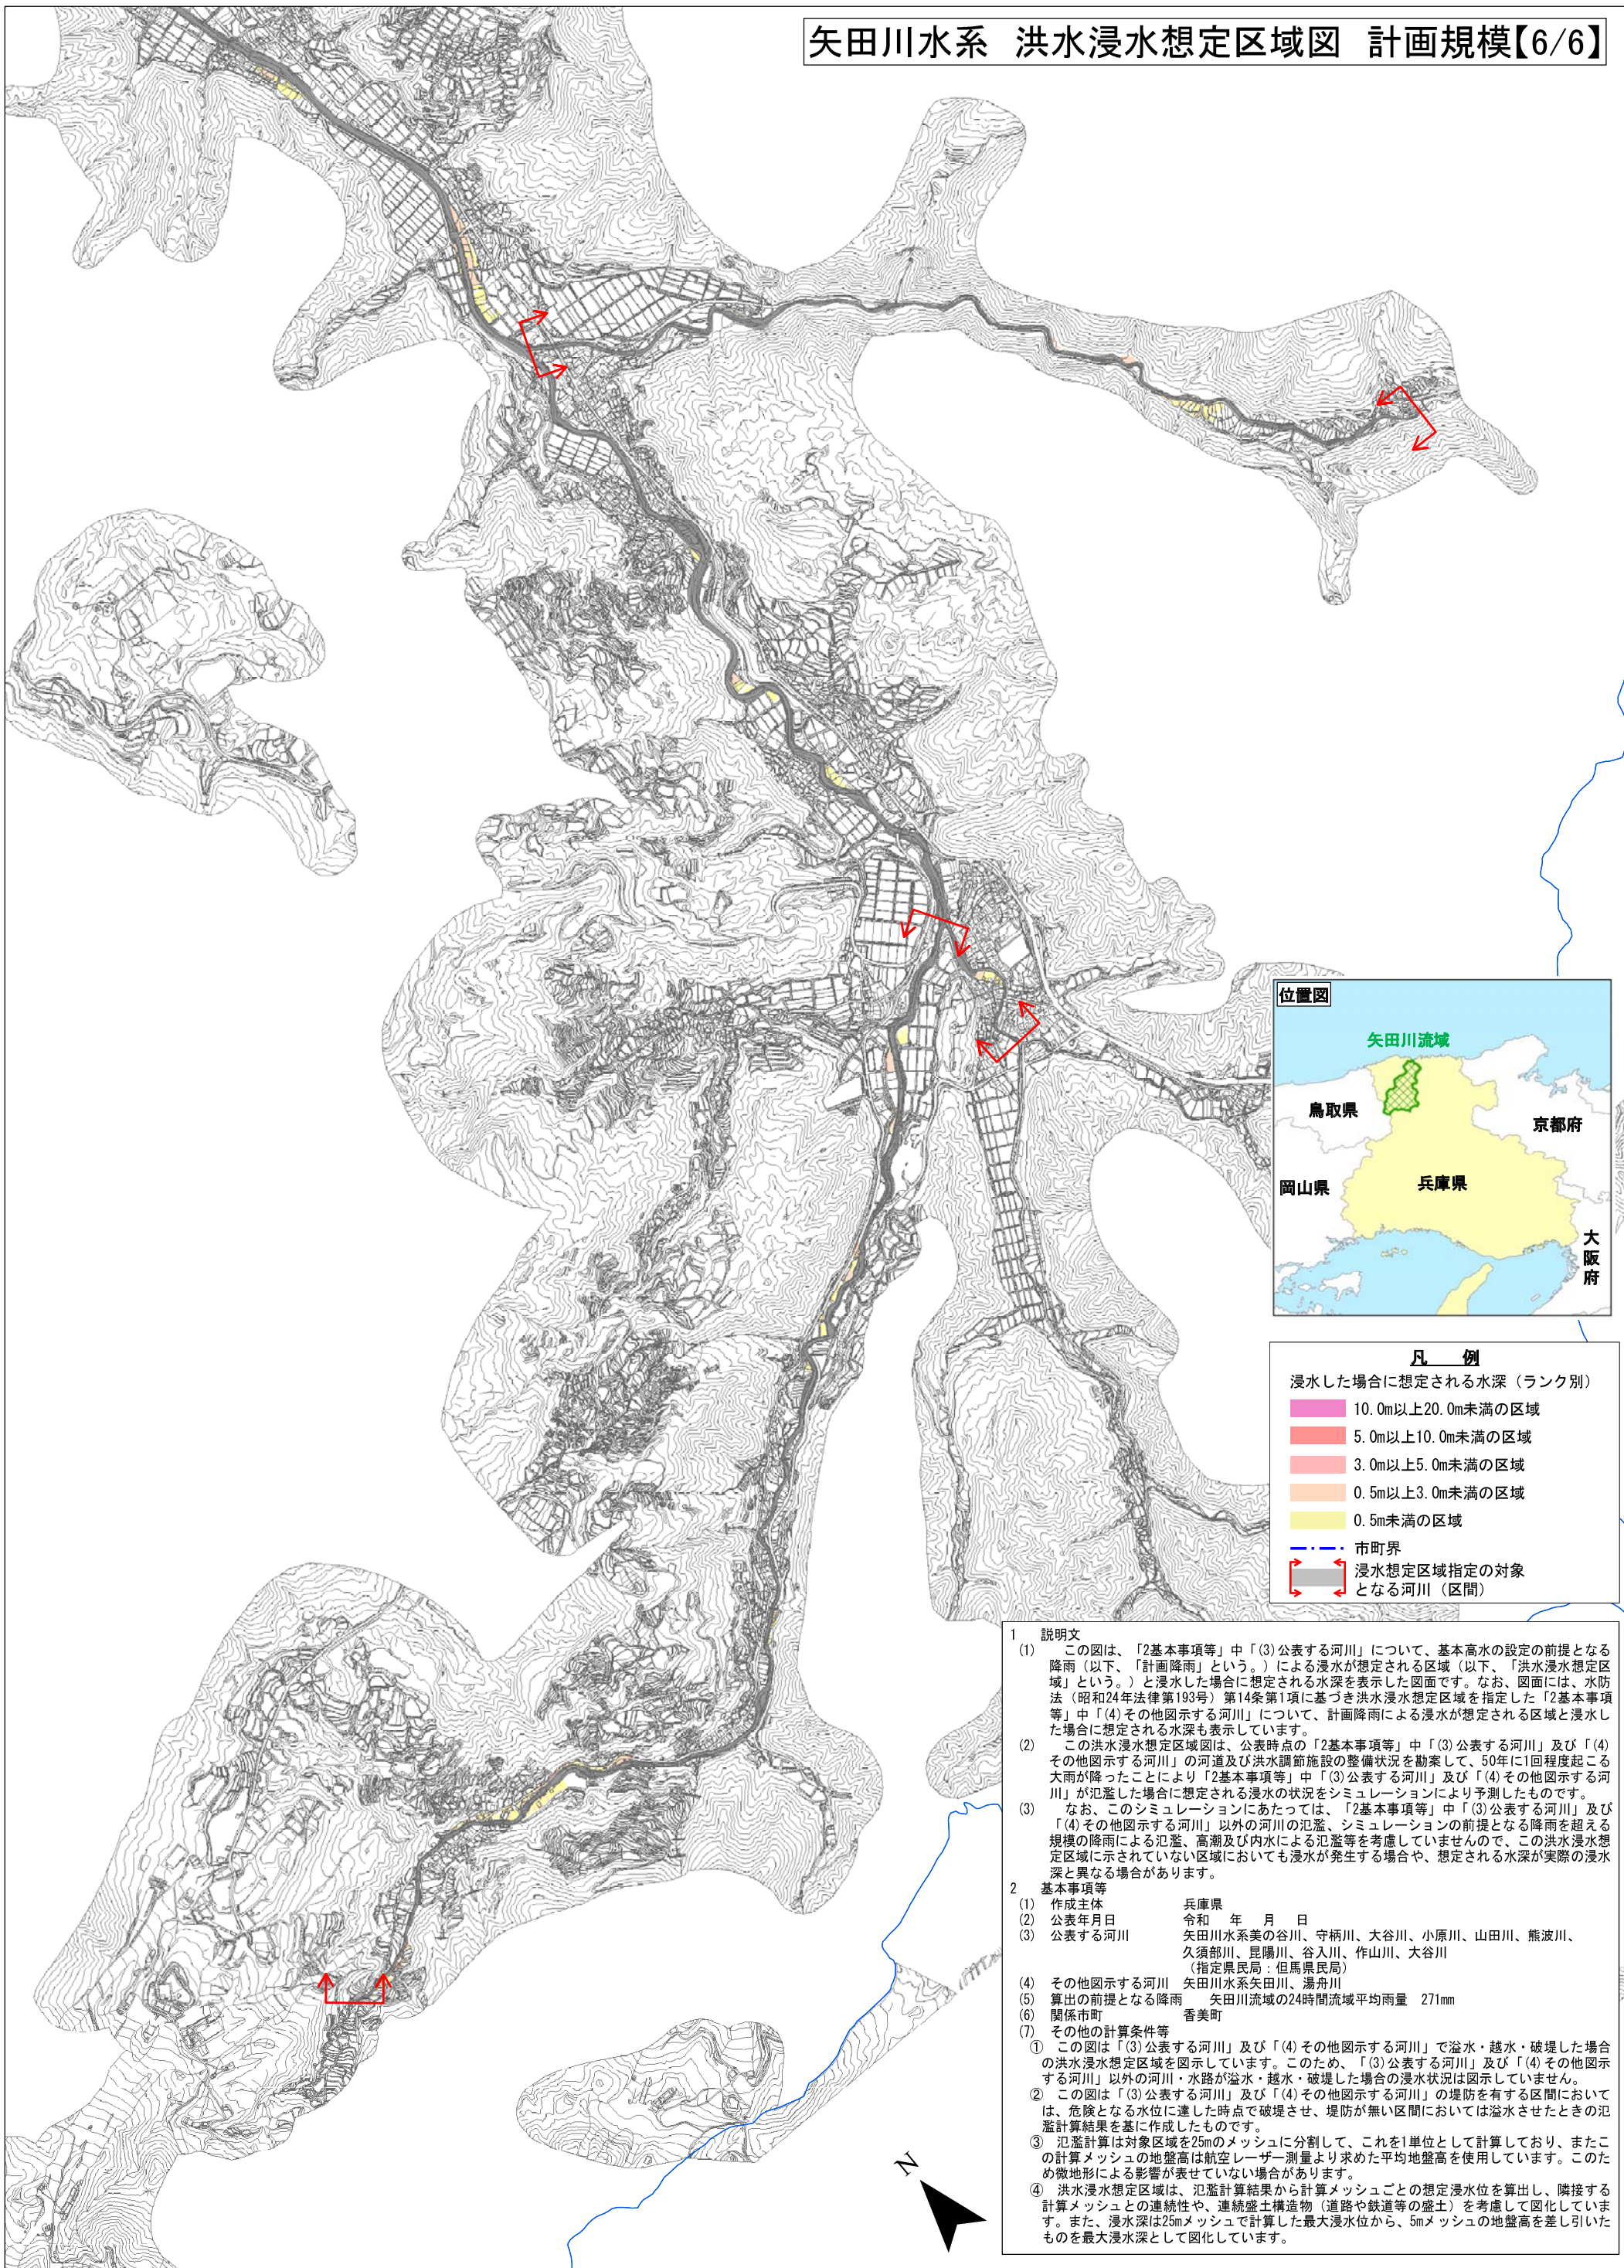 矢田川水系　洪水浸水想定区域図　計画規模【6/6】
位置図
矢田川流域
鳥取県
京都府
岡山県
兵庫県
大阪府
凡　例
浸水した場合に想定される水深（ランク別）
10.0m以上20.0m未満の区域
5.0m以上10.0m未満の区域
3.0m以上5.0m未満の区域
0.5m以上3.0m未満の区域
0.5m未満の区域
市町界
浸水想定区域指定の対象
となる河川（区間）
1　説明文
(1)　この図は、「2基本事項等」中「(3)公表する河川」について、基本高水の設定の前提となる
降雨（以下、「計画降雨」という。）による浸水が想定される区域（以下、「洪水浸水想定区
域」という。）と浸水した場合に想定される水深を表示した図面です。なお、図面には、水防
法（昭和24年法律第193号）第14条第1項に基づき洪水浸水想定区域を指定した「2基本事項
等」中「(4)その他図示する河川」について、計画降雨による浸水が想定される区域と浸水し
た場合に想定される水深も表示しています。
(2)　この洪水浸水想定区域図は、公表時点の「2基本事項等」中「(3)公表する河川」及び「(4)
その他図示する河川」の河道及び洪水調節施設の整備状況を勘案して、50年に1回程度起こる
大雨が降ったことにより「2基本事項等」中「(3)公表する河川」及び「(4)その他図示する河
川」が氾濫した場合に想定される浸水の状況をシミュレーションにより予測したものです。
(3)　なお、このシミュレーションにあたっては、「2基本事項等」中「(3)公表する河川」及び
「(4)その他図示する河川」以外の河川の氾濫、シミュレーションの前提となる降雨を超える
規模の降雨による氾濫、高潮及び内水による氾濫等を考慮していませんので、この洪水浸水想
定区域に示されていない区域においても浸水が発生する場合や、想定される水深が実際の浸水
深と異なる場合があります。
2　基本事項等
(1)　作成主体　兵庫県
(2)　公表年月日　令和　年　月　日
(3)　公表する河川　矢田川水系美の谷川、守柄川、大谷川、小原川、山田川、熊波川、
久須部川、昆陽川、谷入川、作山川、大谷川
（指定県民局：但馬県民局）
(4)　その他図示する河川　矢田川水系矢田川、湯舟川
(5)　算出の前提となる降雨　矢田川流域の24時間流域平均雨量　271mm
(6)　関係市町　香美町
(7)　その他の計算条件等
①　この図は「(3)公表する河川」及び「(4)その他図示する河川」で溢水・越水・破堤した場合
の洪水浸水想定区域を図示しています。このため、「(3)公表する河川」及び「(4)その他図示
する河川」以外の河川・水路が溢水・越水・破堤した場合の浸水状況は図示していません。
②　この図は「(3)公表する河川」及び「(4)その他図示する河川」の堤防を有する区間において
は、危険となる水位に達した時点で破堤させ、堤防が無い区間においては溢水させたときの氾
濫計算結果を基に作成したものです。
③　氾濫計算は対象区域を25mのメッシュに分割して、これを1単位として計算しており、またこ
の計算メッシュの地盤高は航空レーザー測量より求めた平均地盤高を使用しています。このた
め微地形による影響が表せていない場合があります。
④　洪水浸水想定区域は、氾濫計算結果から計算メッシュごとの想定浸水位を算出し、隣接する
計算メッシュとの連続性や、連続盛土構造物（道路や鉄道等の盛土）を考慮して図化していま
す。また、浸水深は25mメッシュで計算した最大浸水位から、5mメッシュの地盤高を差し引いた
ものを最大浸水深として図化しています。
N